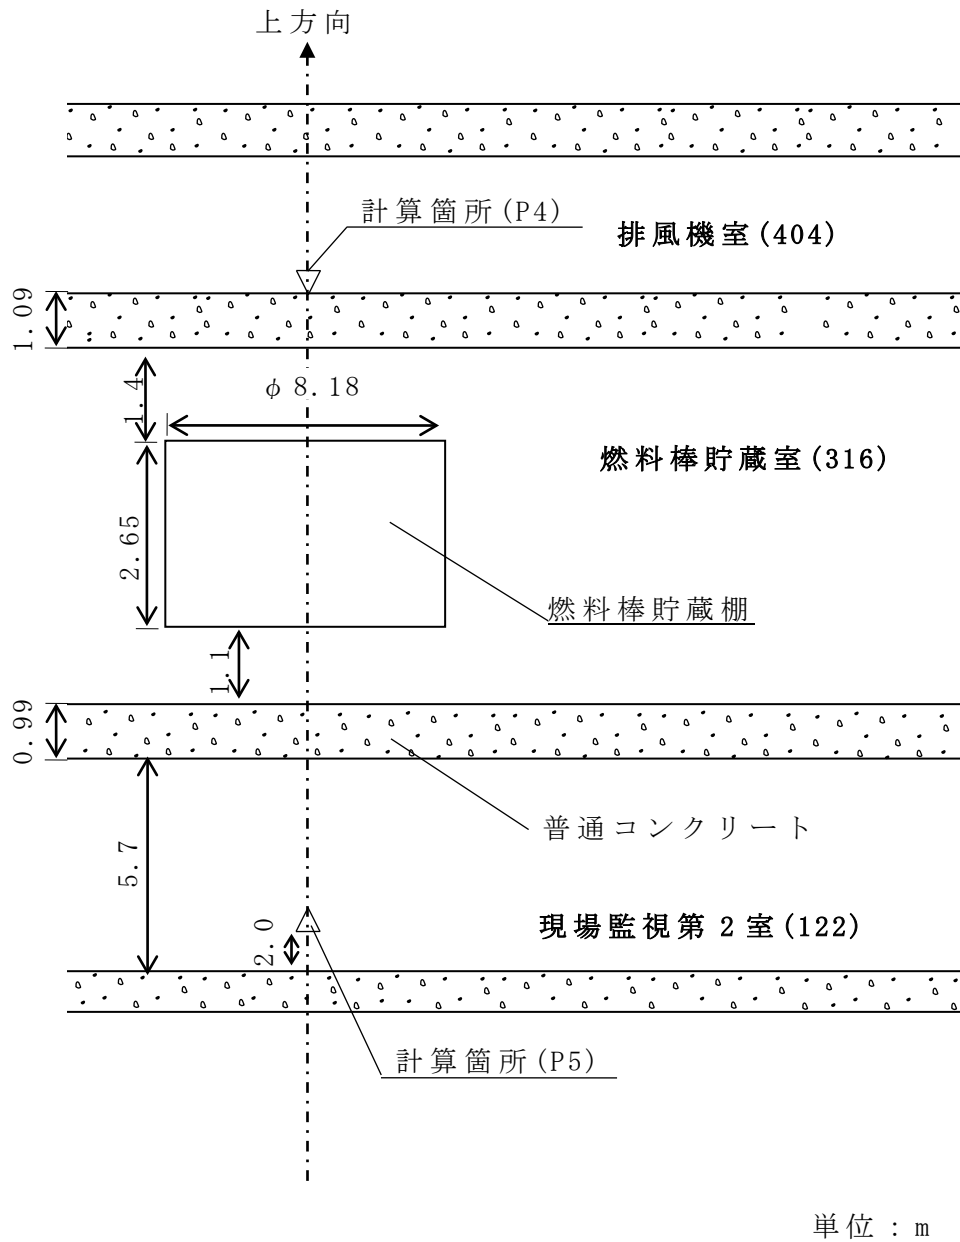 上方向
計算箇所(P4)
排風機室(404)
1.09
1.4
φ 8.18
燃料棒貯蔵室(316)
2.65
燃料棒貯蔵棚
1.1
0.99
普通コンクリート
5.7
現場監視第 2 室(122)
2.0
計算箇所(P5)
単位：m